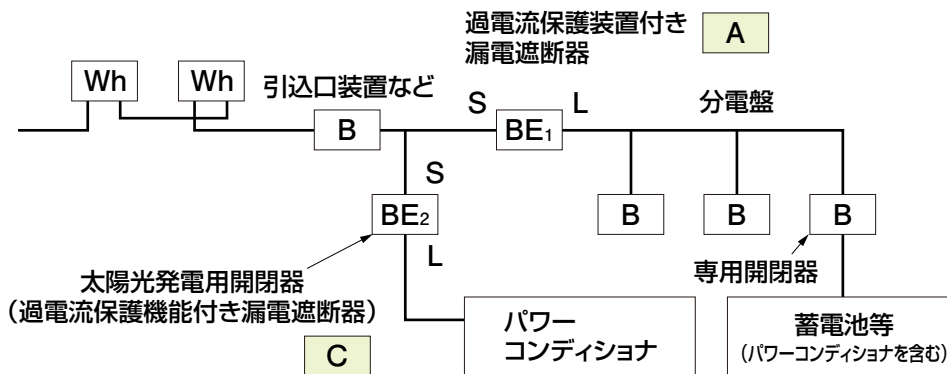 過電流保護装置付き
漏電遮断器
A
Wh
Wh
引込口装置など
S
L
分電盤
B
BE₁
S
BE₂
B
B
B
L
太陽光発電用開閉器
（過電流保護機能付き漏電遮断器）
専用開閉器
C
パワー
コンディショナ
蓄電池等
（パワーコンディショナを含む）